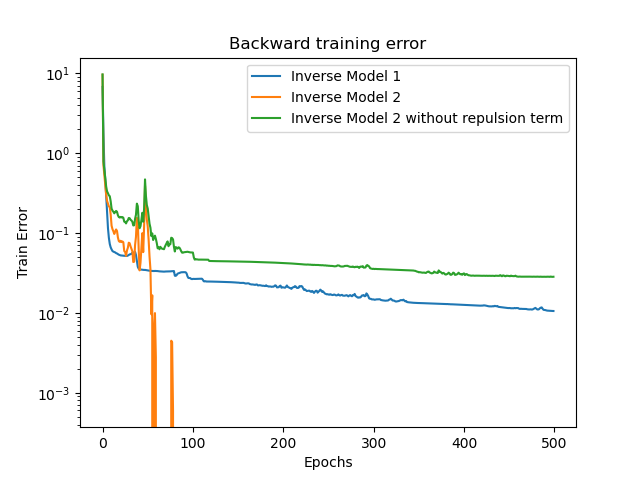 Backward training error
Inverse Model 1
Inverse Model 2
Inverse Model 2 without repulsion term
Train Error
10¹
10⁰
10⁻¹
10⁻²
10⁻³
0 100 200 300 400 500
Epochs